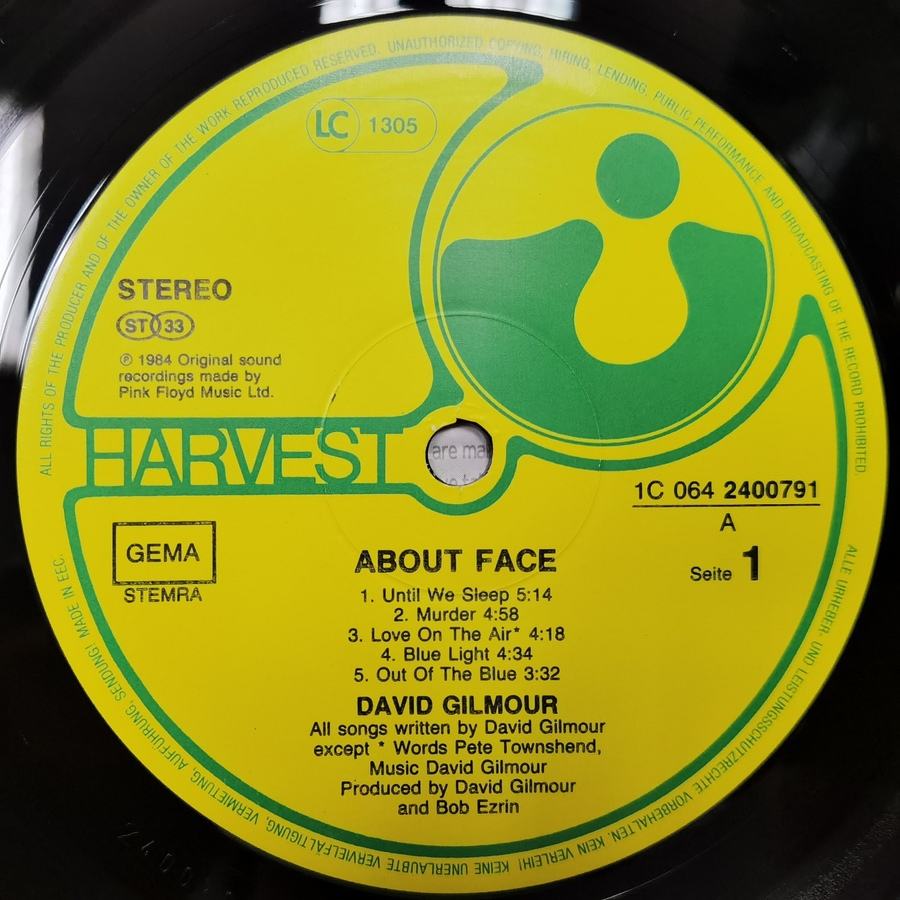 ALL RIGHTS OF THE PRODUCER AND OF THE OWNER OF THE WORK REPRODUCED RESERVED. UNAUTHORIZED COPYING, HIRING, LENDING, PUBLIC PERFORMANCE AND BROADCASTING OF THE RECORD PROHIBITED.
LC 1305
STEREO
ST 33
℗ 1984 Original sound
recordings made by
Pink Floyd Music Ltd.
HARVEST
are ma
1C 064 2400791
A
Seite 1
GEMA
STEMRA
ABOUT FACE
1. Until We Sleep 5:14
2. Murder 4:58
3. Love On The Air* 4:18
4. Blue Light 4:34
5. Out Of The Blue 3:32
DAVID GILMOUR
All songs written by David Gilmour
except * Words Pete Townshend,
Music David Gilmour
Produced by David Gilmour
and Bob Ezrin
ALLE URHEBER- UND LEISTUNGSSCHUTZRECHTE VORBEHALTEN. KEIN VERLEIH! KEINE UNERLAUBTE VERVIELFÄLTIGUNG, VERMIETUNG, AUFFÜHRUNG, SENDUNG! MADE IN EEC.